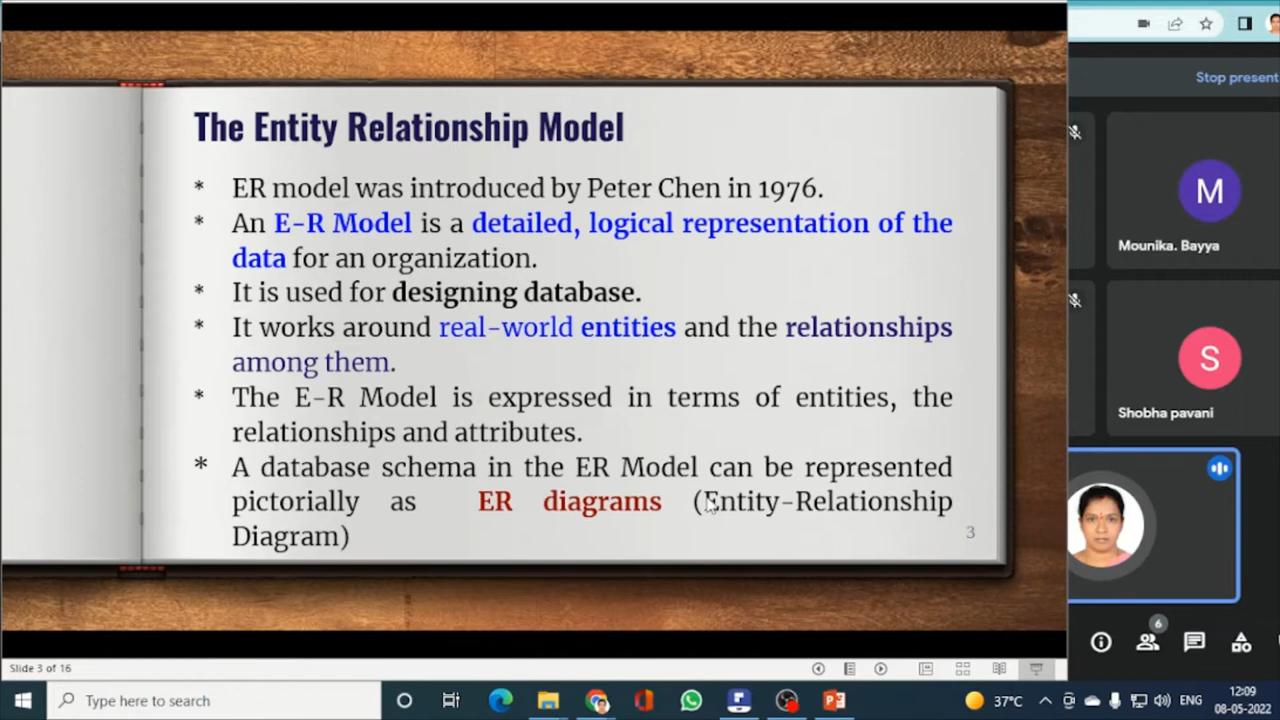 The Entity Relationship Model
* ER model was introduced by Peter Chen in 1976.
* An E-R Model is a detailed, logical representation of the
data for an organization.
* It is used for designing database.
* It works around real-world entities and the relationships
among them.
* The E-R Model is expressed in terms of entities, the
relationships and attributes.
* A database schema in the ER Model can be represented
pictorially as ER diagrams (Entity-Relationship
Diagram)
3
Stop present
M
Mounika. Bayya
S
Shobha pavani
6
Slide 3 of 16
Type here to search
37°C
ENG
12:09
08-05-2022